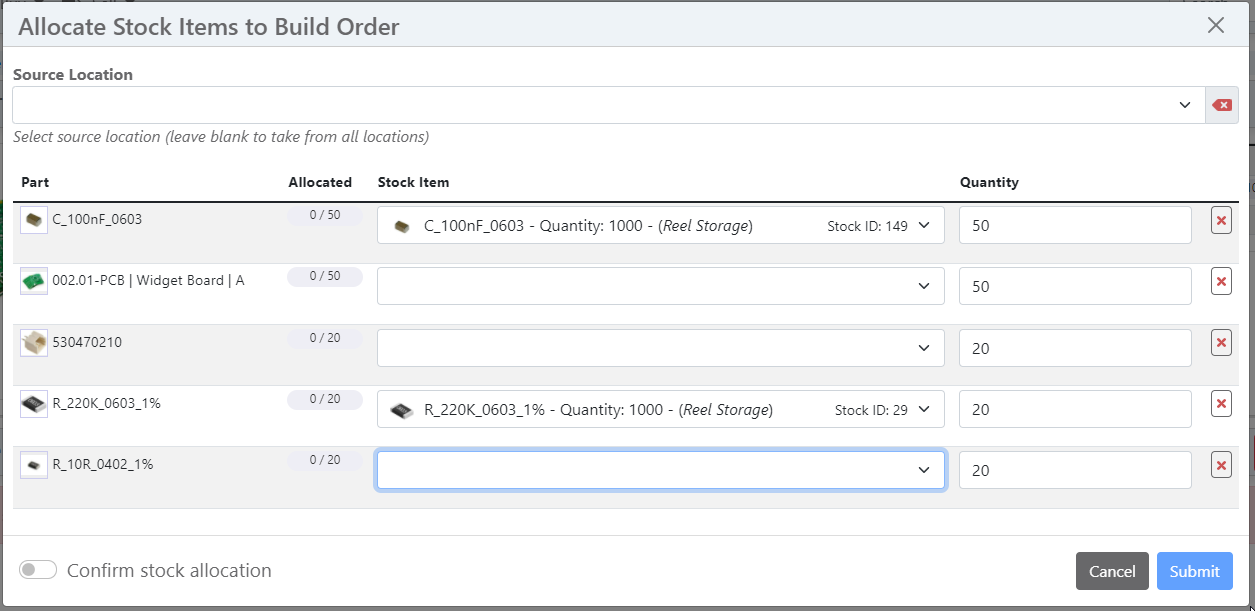 Allocate Stock Items to Build Order
Source Location
Select source location (leave blank to take from all locations)
Part Allocated Stock Item Quantity
C_100nF_0603 0 / 50 C_100nF_0603 - Quantity: 1000 - (Reel Storage) Stock ID: 149 50
002.01-PCB | Widget Board | A 0 / 50 50
530470210 0 / 20 20
R_220K_0603_1% 0 / 20 R_220K_0603_1% - Quantity: 1000 - (Reel Storage) Stock ID: 29 20
R_10R_0402_1% 0 / 20 20
Confirm stock allocation Cancel Submit